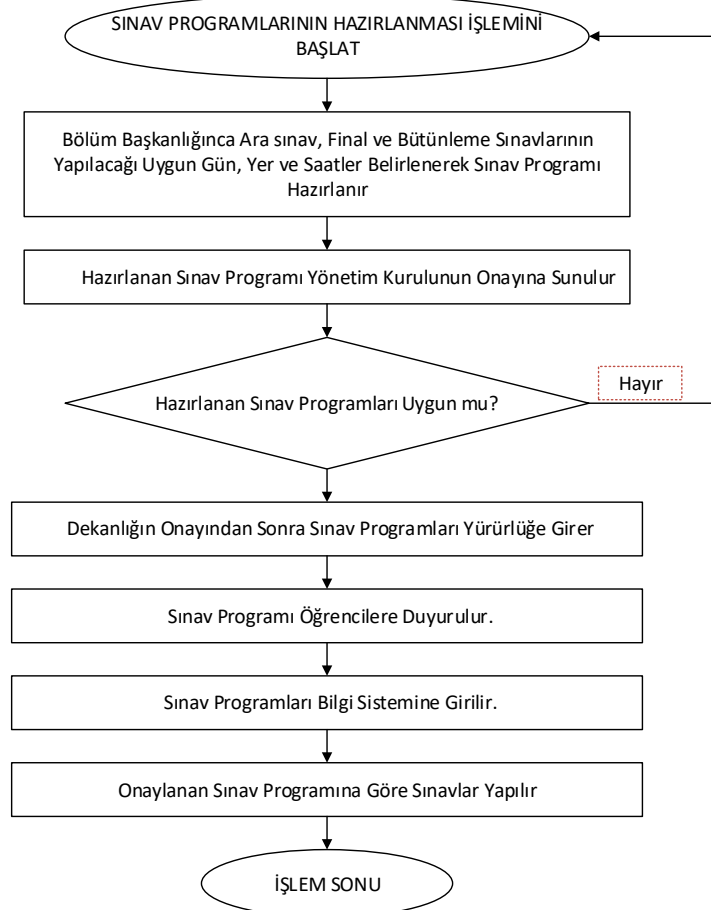 SINAV PROGRAMLARININ HAZIRLANMASI İŞLEMİNİ
BAŞLAT
Bölüm Başkanlığınca Ara sınav, Final ve Bütünleme Sınavlarının
Yapılacağı Uygun Gün, Yer ve Saatler Belirlenerek Sınav Programı
Hazırlanır
Hazırlanan Sınav Programı Yönetim Kurulunun Onayına Sunulur
Hazırlanan Sınav Programları Uygun mu?
Hayır
Dekanlığın Onayından Sonra Sınav Programları Yürürlüğe Girer
Sınav Programı Öğrencilere Duyurulur.
Sınav Programları Bilgi Sistemine Girilir.
Onaylanan Sınav Programına Göre Sınavlar Yapılır
İŞLEM SONU